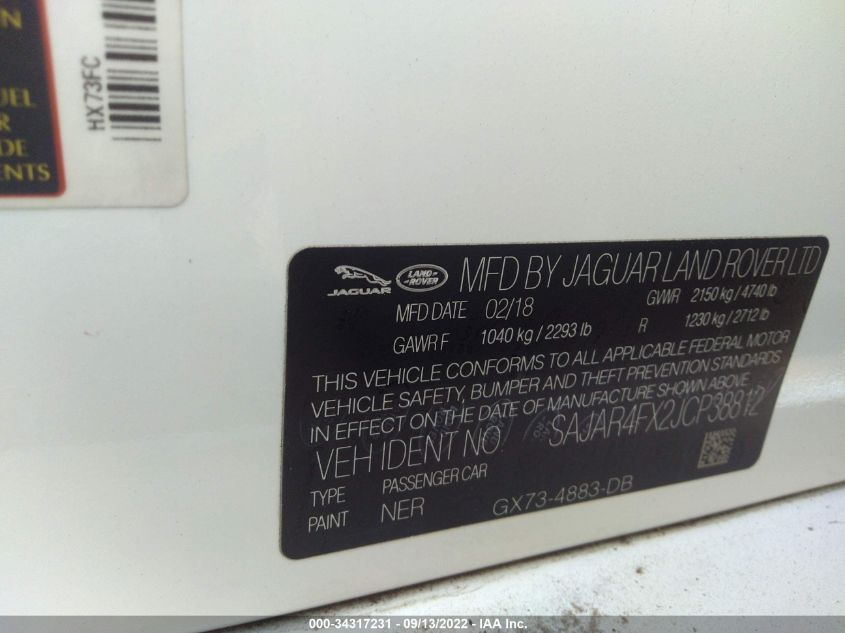 N
UEL
R
DE
ENTS
HX73FC
JAGUAR
LAND ROVER
MFD BY JAGUAR LAND ROVER LTD
MFD DATE 02/18 GVWR 2150 kg / 4740 lb
GAWR F 1040 kg / 2293 lb R 1230 kg / 2712 lb
THIS VEHICLE CONFORMS TO ALL APPLICABLE FEDERAL MOTOR
VEHICLE SAFETY, BUMPER AND THEFT PREVENTION STANDARDS
IN EFFECT ON THE DATE OF MANUFACTURE SHOWN ABOVE
VEH IDENT NO SAJAR4FX2JCP38812
TYPE PASSENGER CAR
PAINT NER GX73-4883-DB
000-34317231 - 09/13/2022 - IAA Inc.